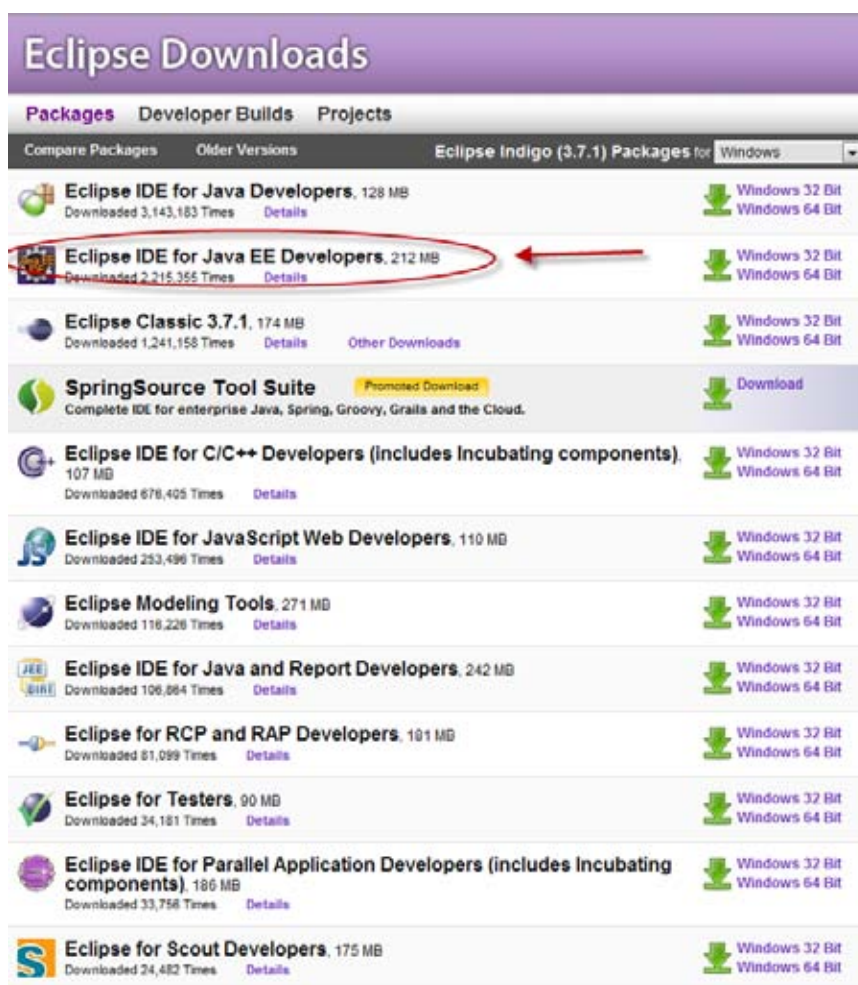 Eclipse Downloads
Packages Developer Builds Projects
Compare Packages Older Versions Eclipse Indigo (3.7.1) Packages for Windows
Eclipse IDE for Java Developers, 128 MB Windows 32 Bit
Downloaded 3,143,183 Times Details Windows 64 Bit
Eclipse IDE for Java EE Developers, 212 MB Windows 32 Bit
Downloaded 2,215,355 Times Details Windows 64 Bit
Eclipse Classic 3.7.1, 174 MB Windows 32 Bit
Downloaded 1,241,158 Times Details Other Downloads Windows 64 Bit
SpringSource Tool Suite Promoted Download Download
Complete IDE for enterprise Java, Spring, Groovy, Grails and the Cloud.
Eclipse IDE for C/C++ Developers (includes Incubating components), Windows 32 Bit
107 MB Windows 64 Bit
Downloaded 676,405 Times Details
Eclipse IDE for JavaScript Web Developers, 110 MB Windows 32 Bit
Downloaded 253,496 Times Details Windows 64 Bit
Eclipse Modeling Tools, 271 MB Windows 32 Bit
Downloaded 116,226 Times Details Windows 64 Bit
JEE Eclipse IDE for Java and Report Developers, 242 MB Windows 32 Bit
BIRT Downloaded 106,864 Times Details Windows 64 Bit
Eclipse for RCP and RAP Developers, 181 MB Windows 32 Bit
Downloaded 81,099 Times Details Windows 64 Bit
Eclipse for Testers, 90 MB Windows 32 Bit
Downloaded 34,181 Times Details Windows 64 Bit
Eclipse IDE for Parallel Application Developers (includes Incubating Windows 32 Bit
components), 186 MB Windows 64 Bit
Downloaded 33,756 Times Details
Eclipse for Scout Developers, 175 MB Windows 32 Bit
Downloaded 24,482 Times Details Windows 64 Bit